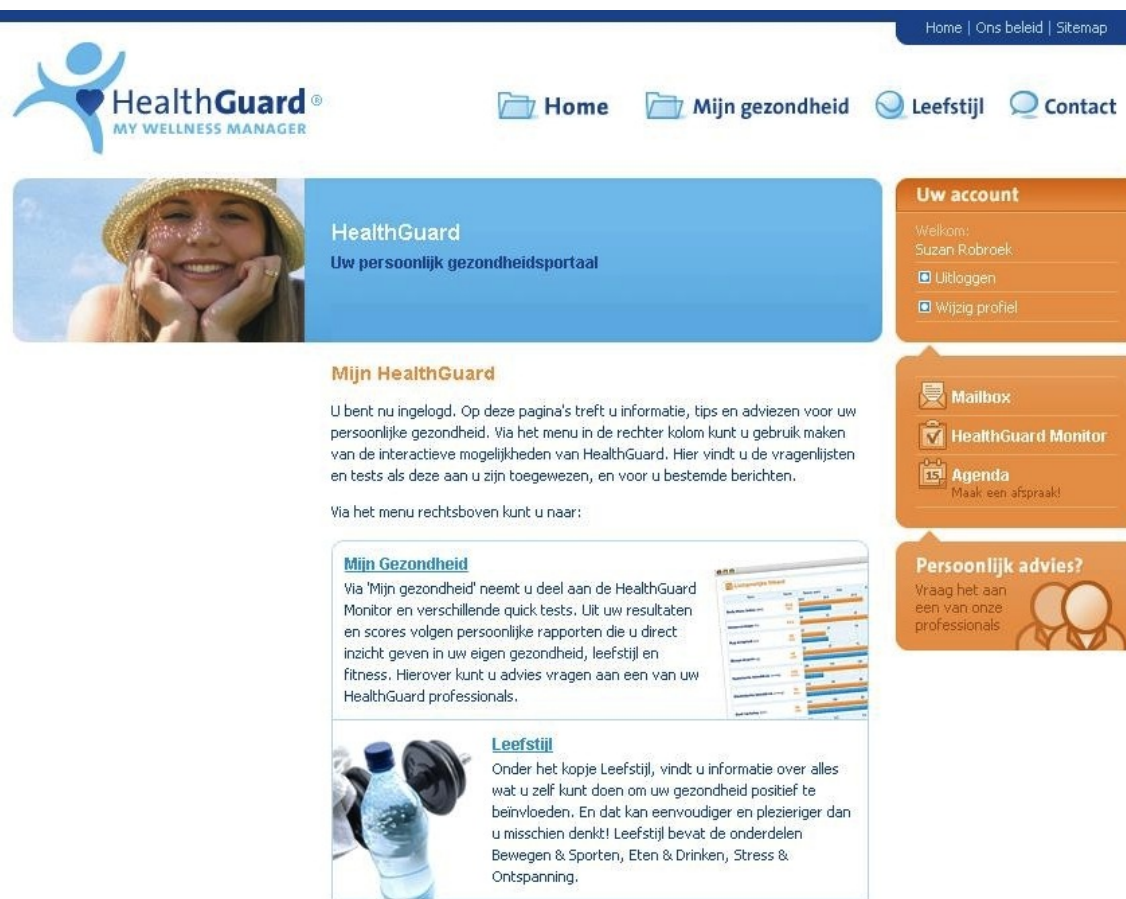 Home | Ons beleid | Sitemap
HealthGuard ®
MY WELLNESS MANAGER
Home
Mijn gezondheid
Leefstijl
Contact
HealthGuard
Uw persoonlijk gezondheidsportaal
Uw account
Welkom:
Suzan Robroek
Uitloggen
Wijzig profiel
Mijn HealthGuard
U bent nu ingelogd. Op deze pagina's treft u informatie, tips en adviezen voor uw
persoonlijke gezondheid. Via het menu in de rechter kolom kunt u gebruik maken
van de interactieve mogelijkheden van HealthGuard. Hier vindt u de vragenlijsten
en tests als deze aan u zijn toegewezen, en voor u bestemde berichten.
Via het menu rechtsboven kunt u naar:
Mailbox
HealthGuard Monitor
15
Agenda
Maak een afspraak!
Persoonlijk advies?
Vraag het aan
een van onze
professionals
Mijn Gezondheid
Via 'Mijn gezondheid' neemt u deel aan de HealthGuard
Monitor en verschillende quick tests. Uit uw resultaten
en scores volgen persoonlijke rapporten die u direct
inzicht geven in uw eigen gezondheid, leefstijl en
fitness. Hierover kunt u advies vragen aan een van uw
HealthGuard professionals.
Leefstijl
Onder het kopje Leefstijl, vindt u informatie over alles
wat u zelf kunt doen om uw gezondheid positief te
beïnvloeden. En dat kan eenvoudiger en plezieriger dan
u misschien denkt! Leefstijl bevat de onderdelen
Bewegen & Sporten, Eten & Drinken, Stress &
Ontspanning.